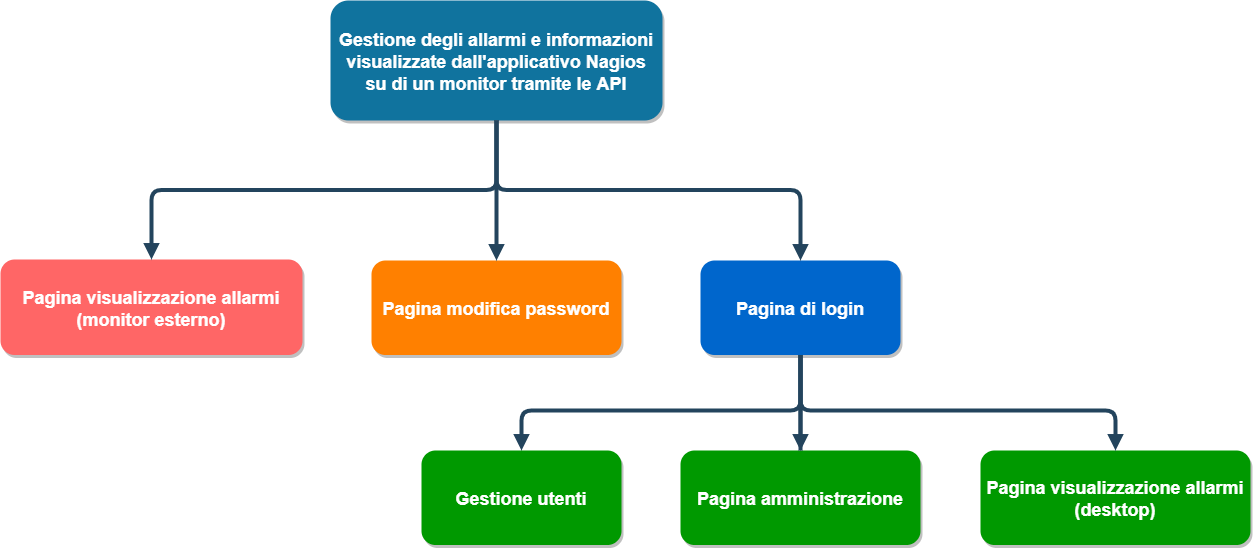 Gestione degli allarmi e informazioni
visualizzate dall'applicativo Nagios
su di un monitor tramite le API
Pagina visualizzazione allarmi
(monitor esterno)
Pagina modifica password
Pagina di login
Gestione utenti
Pagina amministrazione
Pagina visualizzazione allarmi
(desktop)